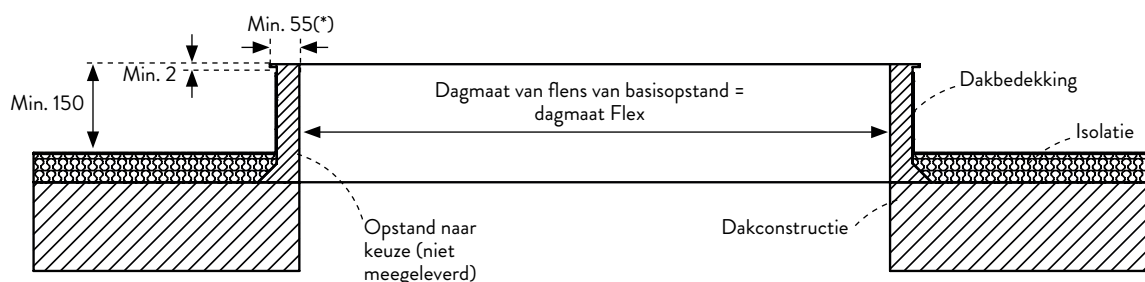 Min. 55(*)
Min. 2
Min. 150
Dagmaat van flens van basisopstand =
dagmaat Flex
Dakbedekking
Isolatie
Opstand naar
keuze (niet
meegeleverd)
Dakconstructie